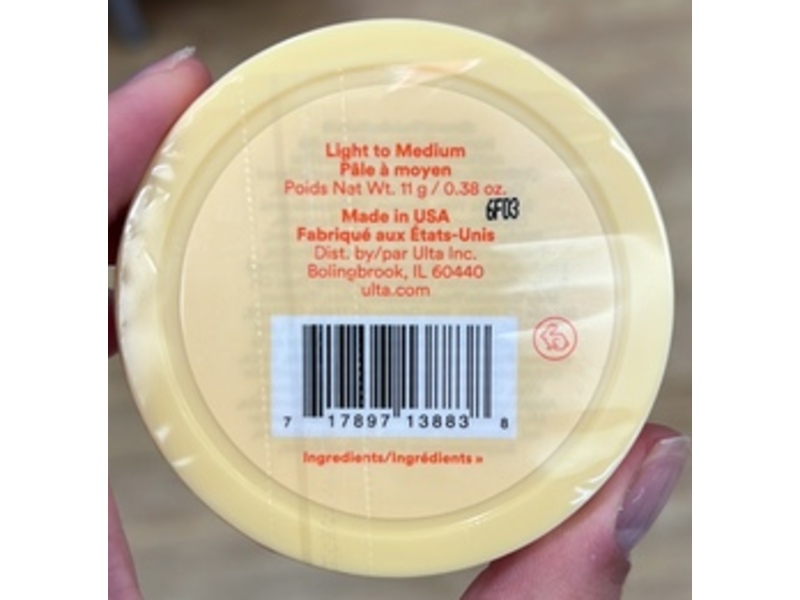 Light to Medium
Pâle à moyen
Poids Net Wt. 11 g / 0.38 oz.
6F03
Made in USA
Fabriqué aux États-Unis
Dist. by/par Ulta Inc.
Bolingbrook, IL 60440
ulta.com
7 17897 13883 8
Ingredients/Ingrédients »